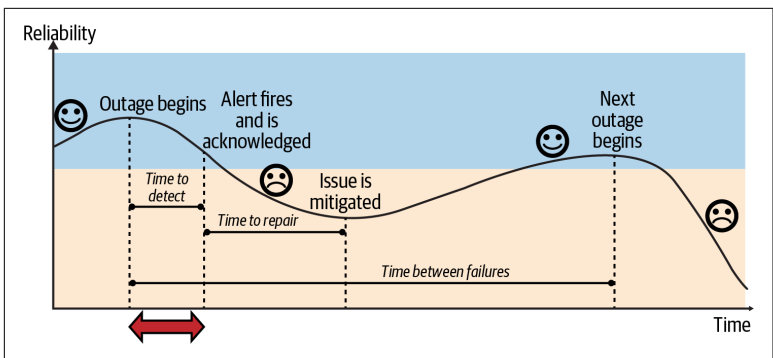 Reliability
Outage begins
Alert fires
and is
acknowledged
Next
outage
begins
Time to
detect
Issue is
mitigated
Time to repair
Time between failures
Time